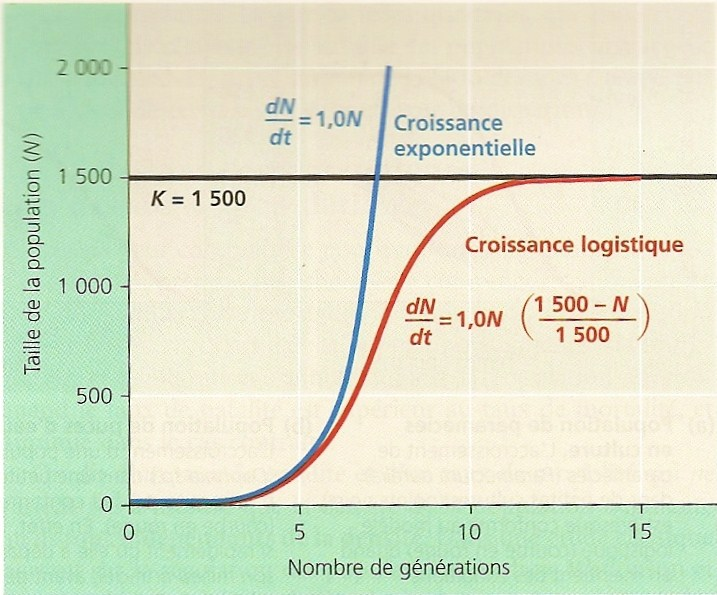 Taille de la population (N)
2 000
1 500
1 000
500
0
dN/dt = 1,0N
Croissance
exponentielle
K = 1 500
Croissance logistique
dN/dt = 1,0N (1 500 – N / 1 500)
0 5 10 15
Nombre de générations